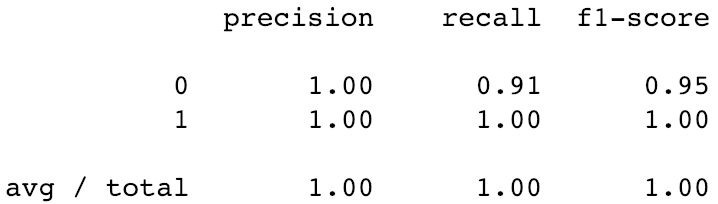 precision recall f1-score
0 1.00 0.91 0.95
1 1.00 1.00 1.00
avg / total 1.00 1.00 1.00